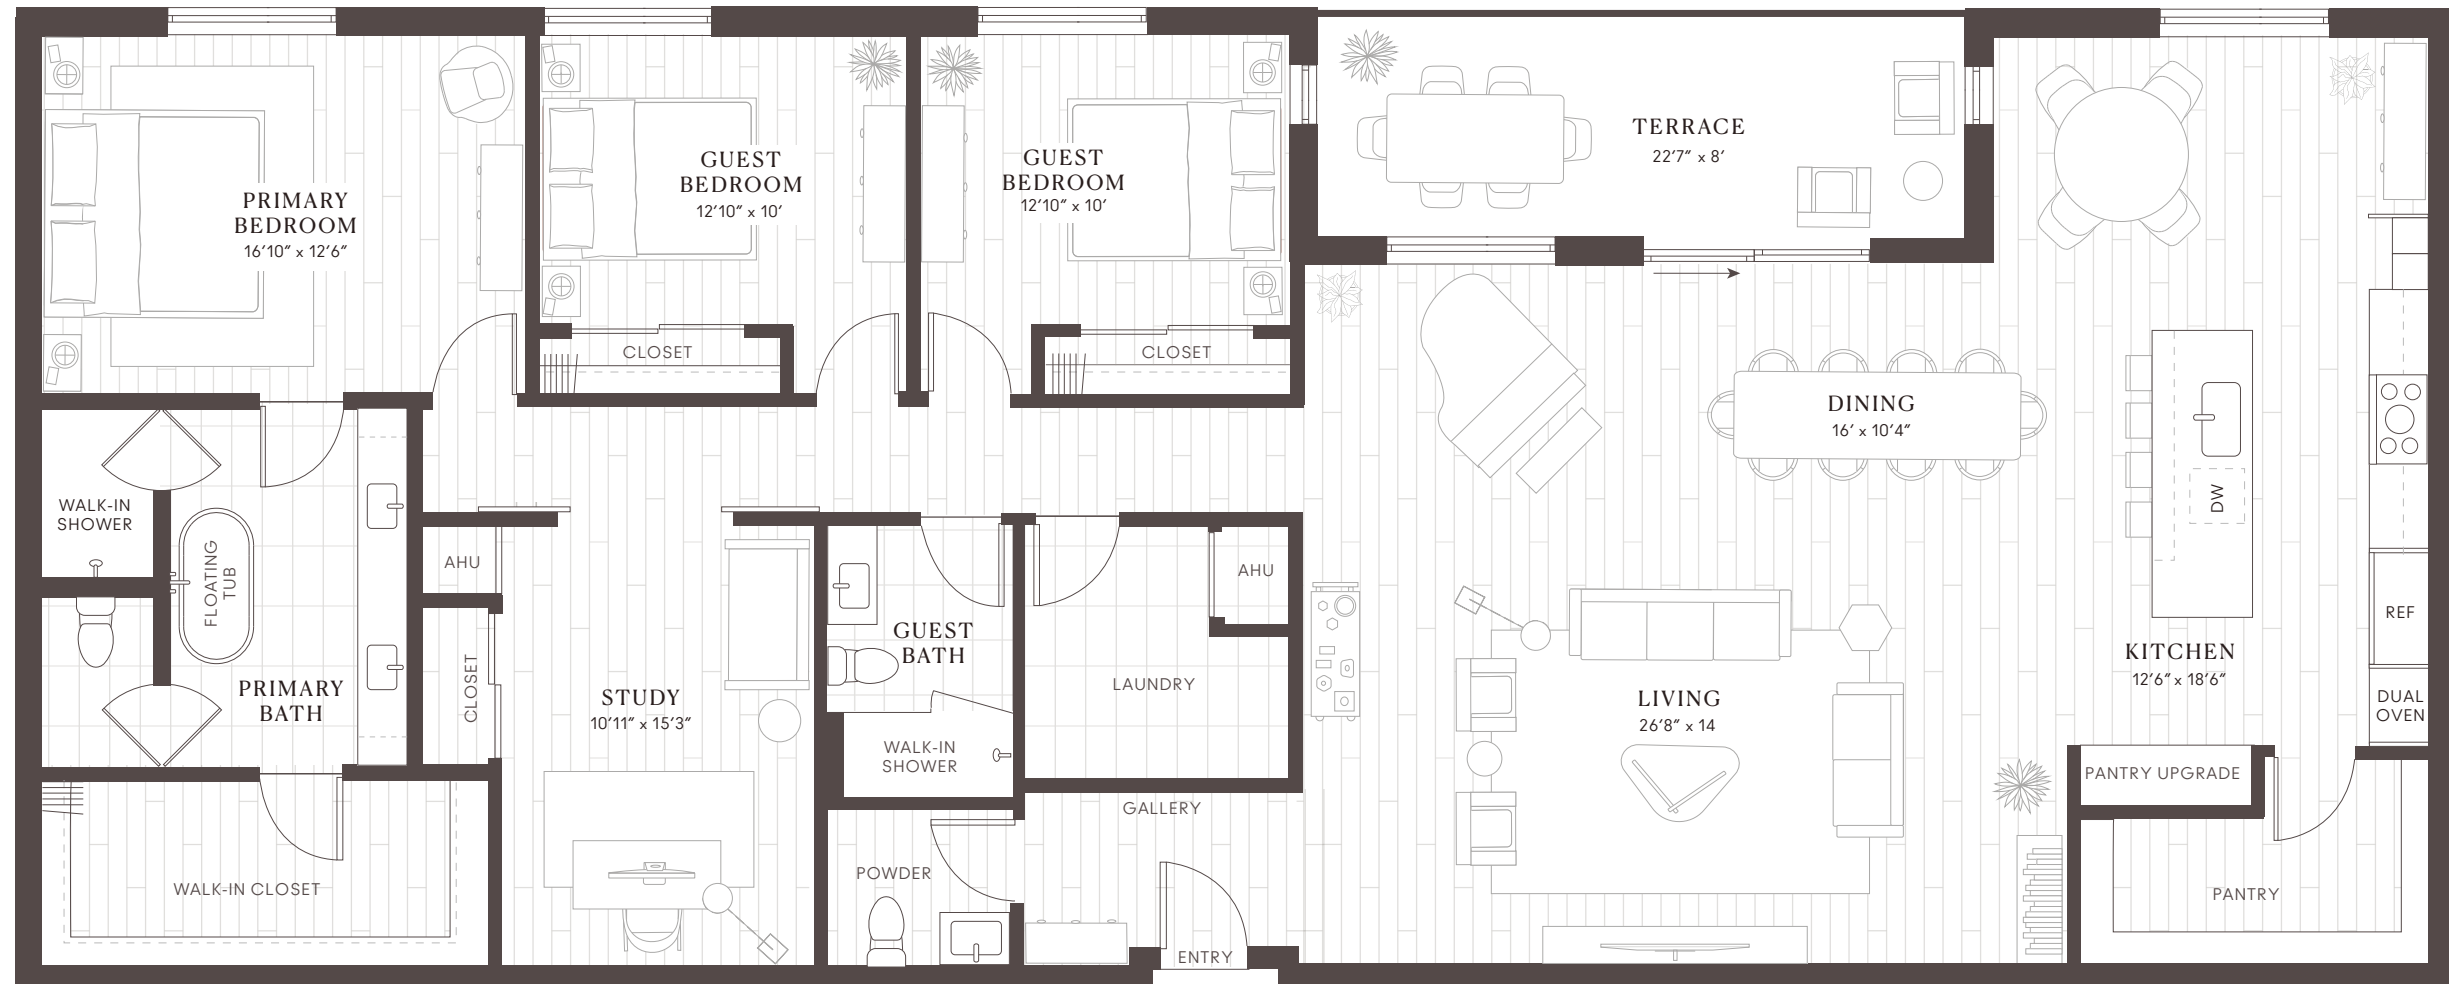 PRIMARY
BEDROOM
16'10" x 12'6"
GUEST
BEDROOM
12'10" x 10'
GUEST
BEDROOM
12'10" x 10'
TERRACE
22'7" x 8'
CLOSET
CLOSET
DINING
16' x 10'4"
WALK-IN
SHOWER
FLOATING
TUB
PRIMARY
BATH
AHU
CLOSET
STUDY
10'11" x 15'3"
GUEST
BATH
WALK-IN
SHOWER
AHU
LAUNDRY
LIVING
26'8" x 14
DW
KITCHEN
12'6" x 18'6"
REF
DUAL
OVEN
PANTRY UPGRADE
GALLERY
WALK-IN CLOSET
POWDER
ENTRY
PANTRY